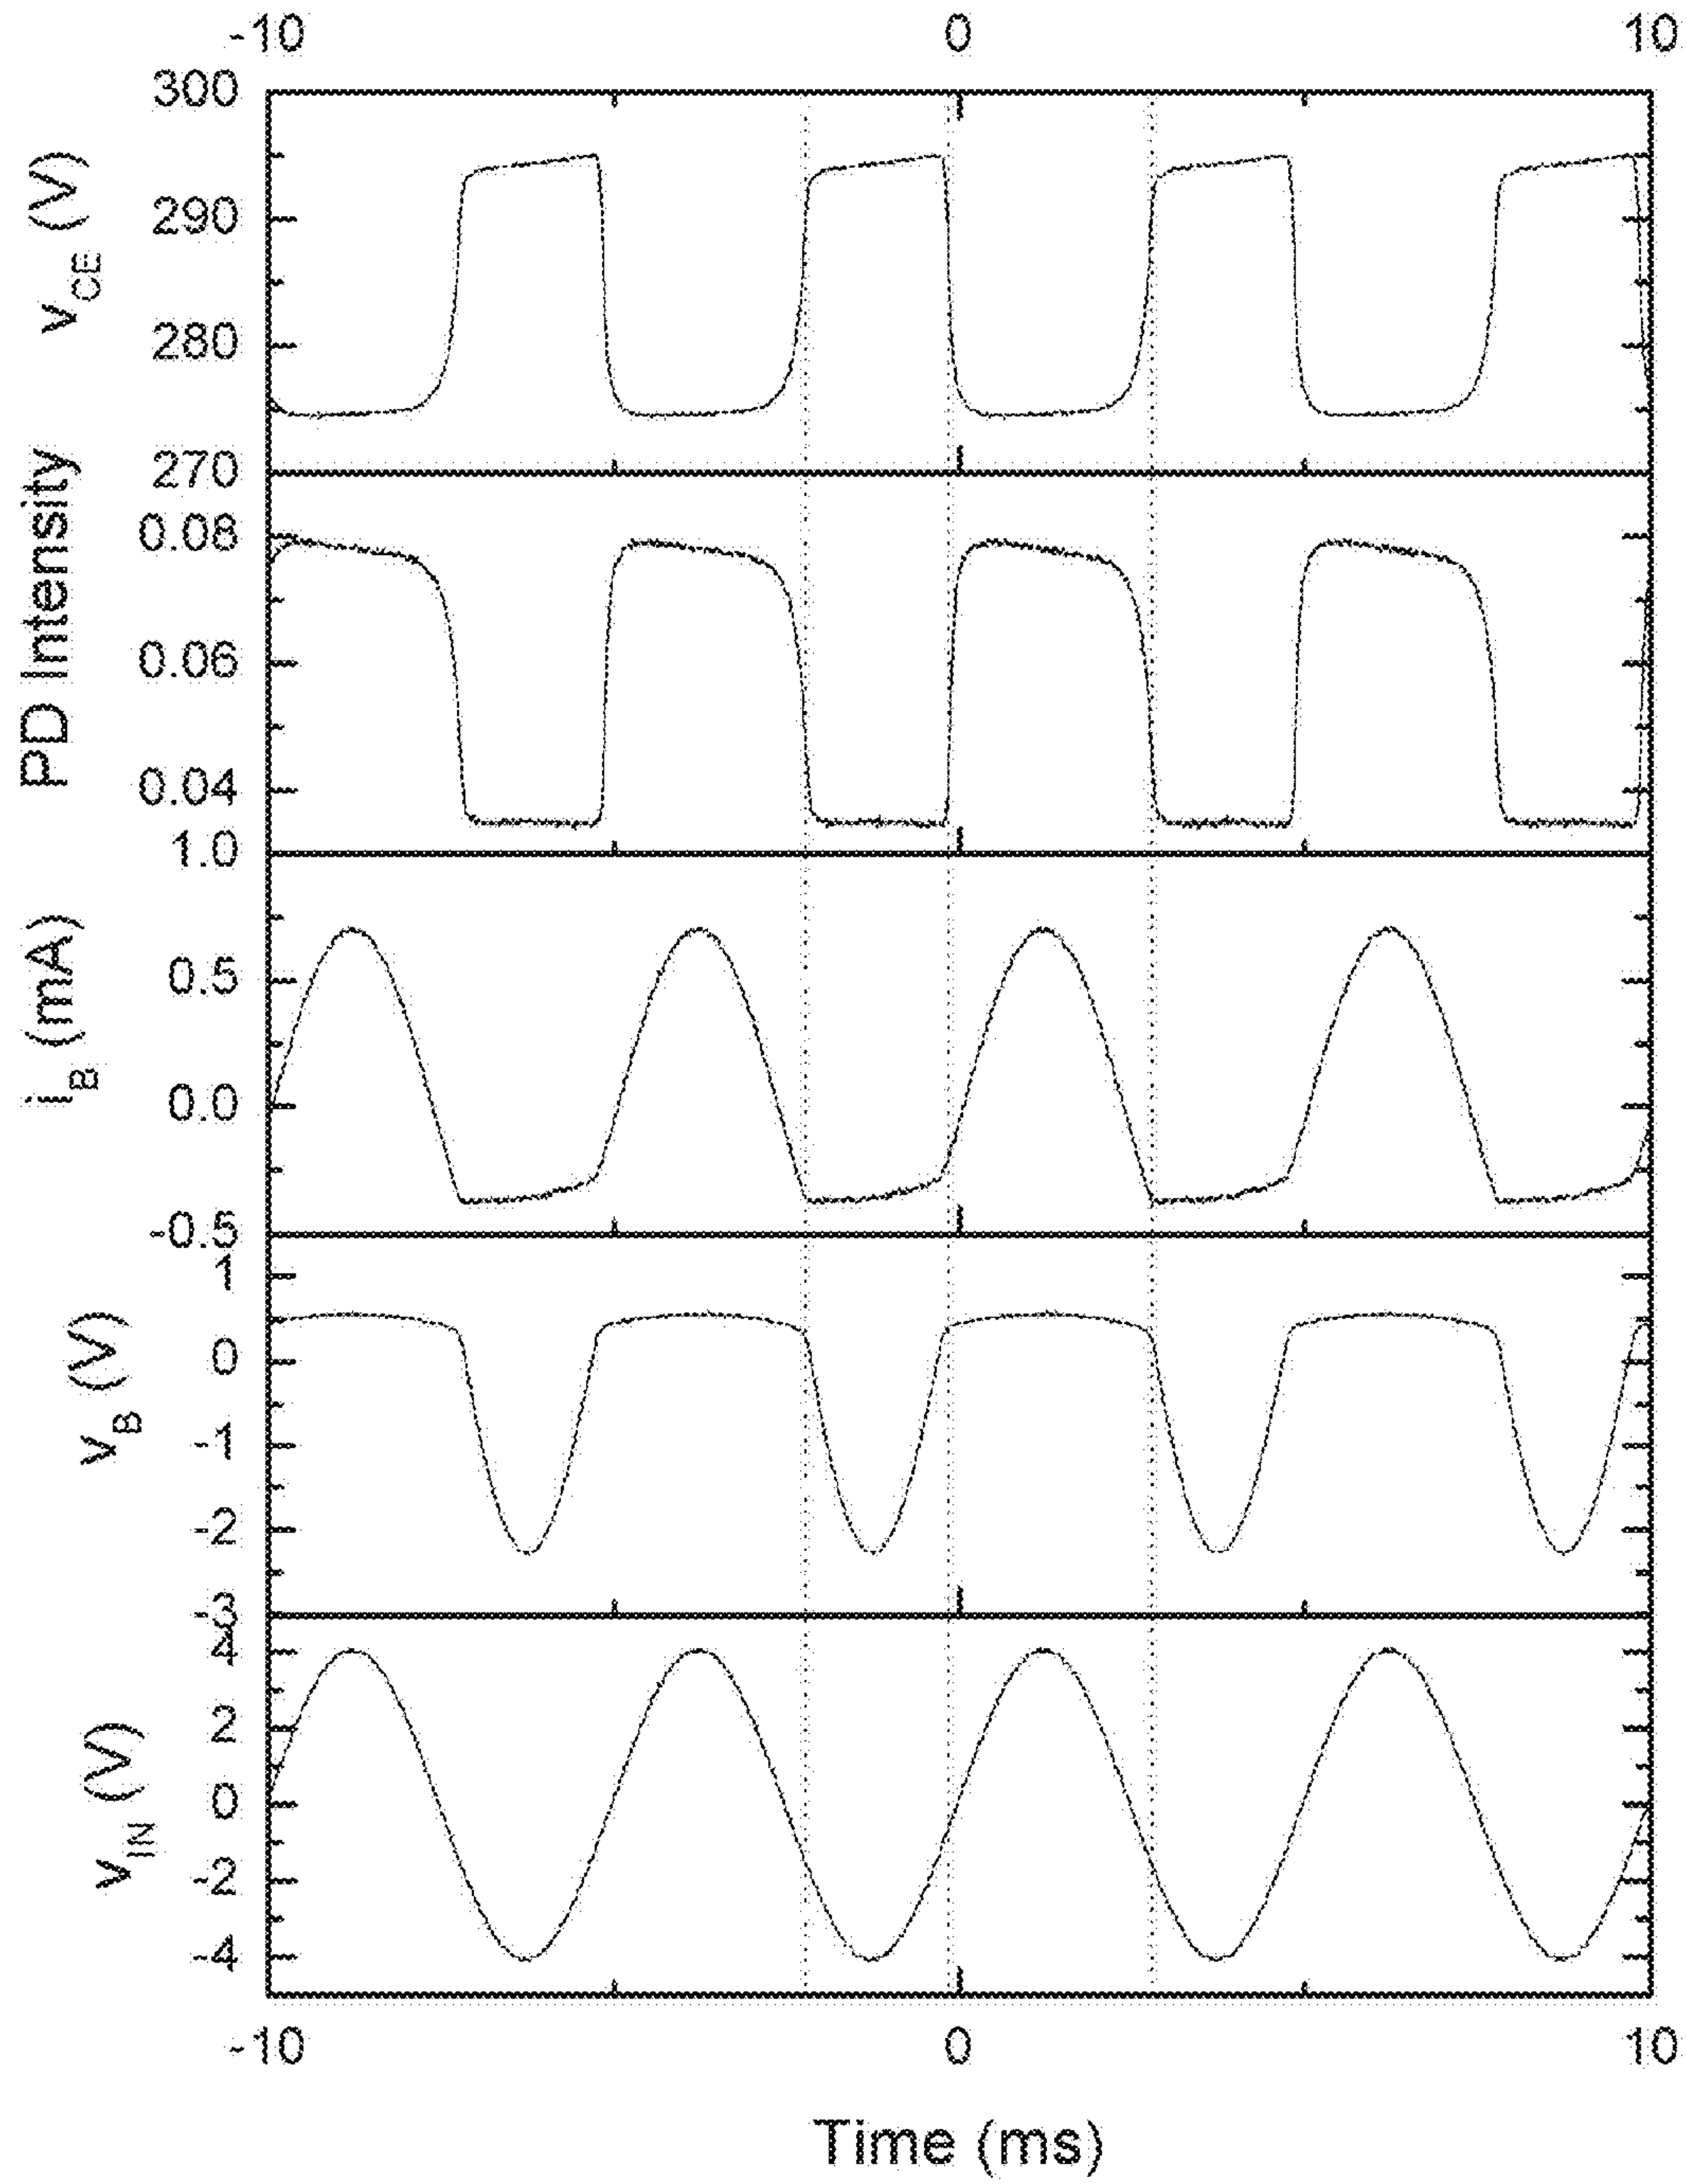 -10 0 10
300
290
280
270
v_CE (V)
0.08
0.06
0.04
PD Intensity
1.0
0.5
0.0
-0.5
i_B (mA)
1
0
-1
-2
-3
v_B (V)
4
2
0
-2
-4
v_IN (V)
-10 0 10
Time (ms)